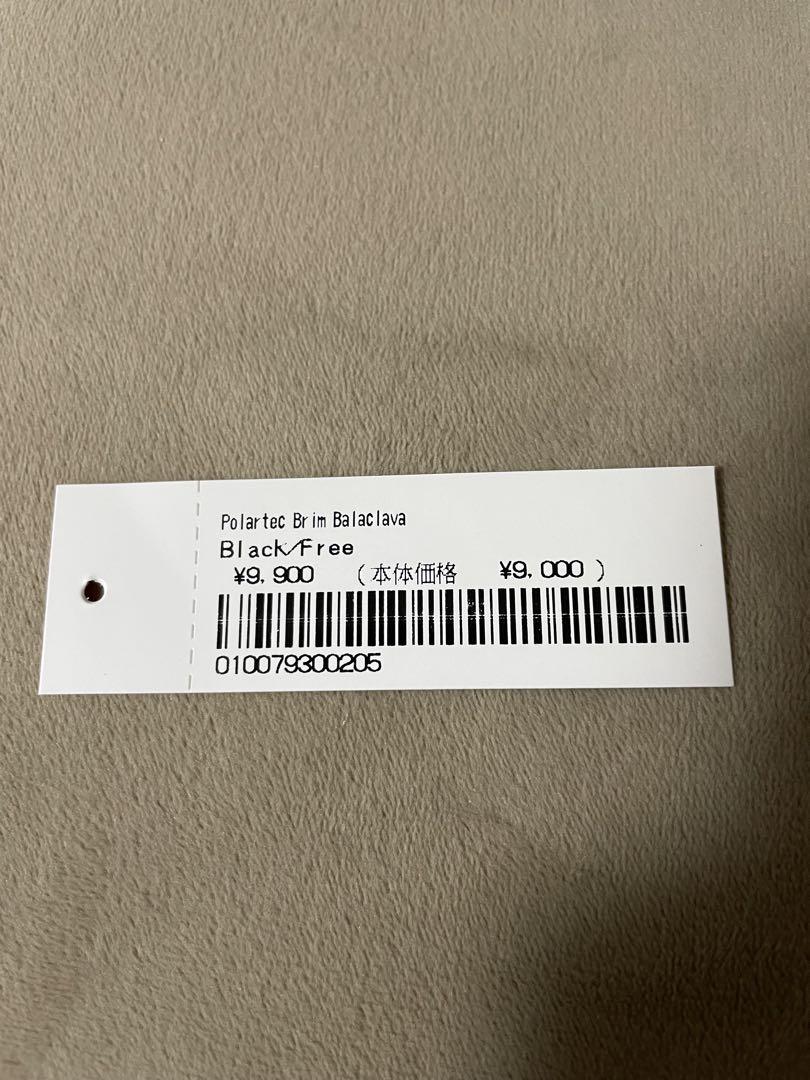 Polartec Brim Balaclava
Black/Free
¥9,900 (本体価格 ¥9,000)
010079300205